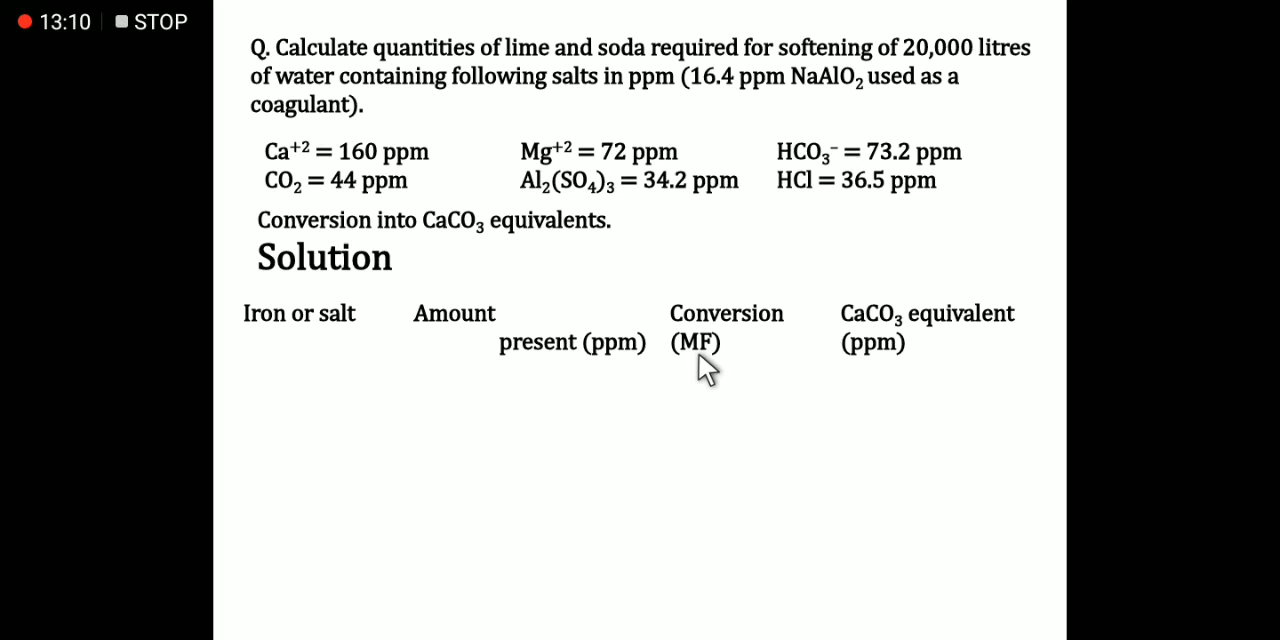 13:10 STOP
Q. Calculate quantities of lime and soda required for softening of 20,000 litres
of water containing following salts in ppm (16.4 ppm NaAlO₂ used as a
coagulant).
Ca⁺² = 160 ppm Mg⁺² = 72 ppm HCO₃⁻ = 73.2 ppm
CO₂ = 44 ppm Al₂(SO₄)₃ = 34.2 ppm HCl = 36.5 ppm
Conversion into CaCO₃ equivalents.
Solution
Iron or salt Amount Conversion CaCO₃ equivalent
present (ppm) (MF) (ppm)